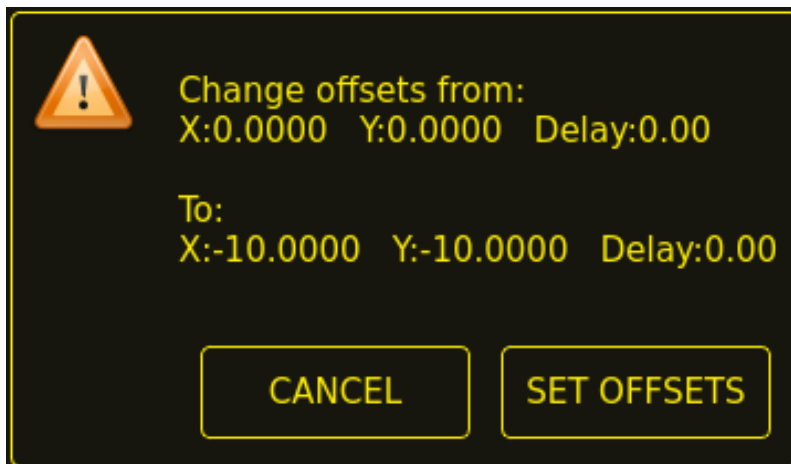 Change offsets from:
X:0.0000 Y:0.0000 Delay:0.00
To:
X:-10.0000 Y:-10.0000 Delay:0.00
CANCEL SET OFFSETS